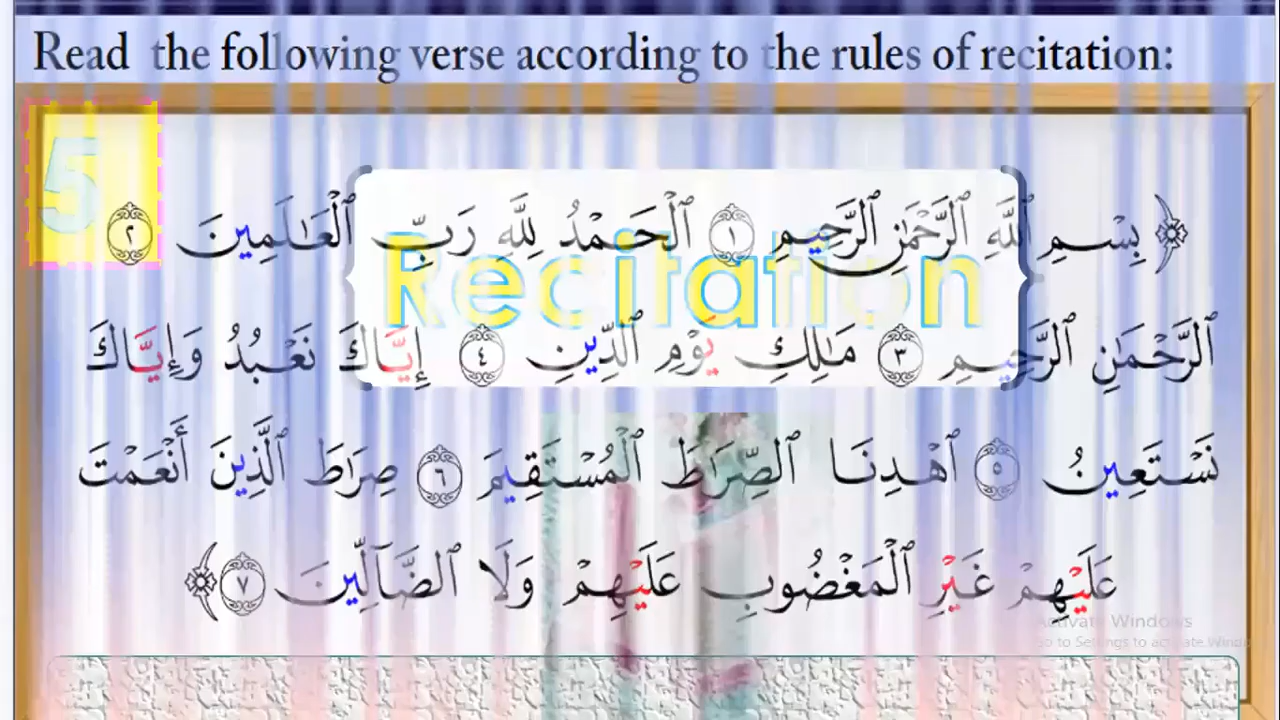 Read the following verse according to the rules of recitation:
5
Recitation
﴿ بِسْمِ ٱللَّهِ ٱلرَّحْمَٰنِ ٱلرَّحِيمِ ١ ٱلْحَمْدُ لِلَّهِ رَبِّ ٱلْعَٰلَمِينَ ٢
ٱلرَّحْمَٰنِ ٱلرَّحِيمِ ٣ مَٰلِكِ يَوْمِ ٱلدِّينِ ٤ إِيَّاكَ نَعْبُدُ وَإِيَّاكَ
نَسْتَعِينُ ٥ ٱهْدِنَا ٱلصِّرَٰطَ ٱلْمُسْتَقِيمَ ٦ صِرَٰطَ ٱلَّذِينَ أَنْعَمْتَ
عَلَيْهِمْ غَيْرِ ٱلْمَغْضُوبِ عَلَيْهِمْ وَلَا ٱلضَّآلِّينَ ٧ ﴾
Activate Windows
Go to Settings to activate Windo